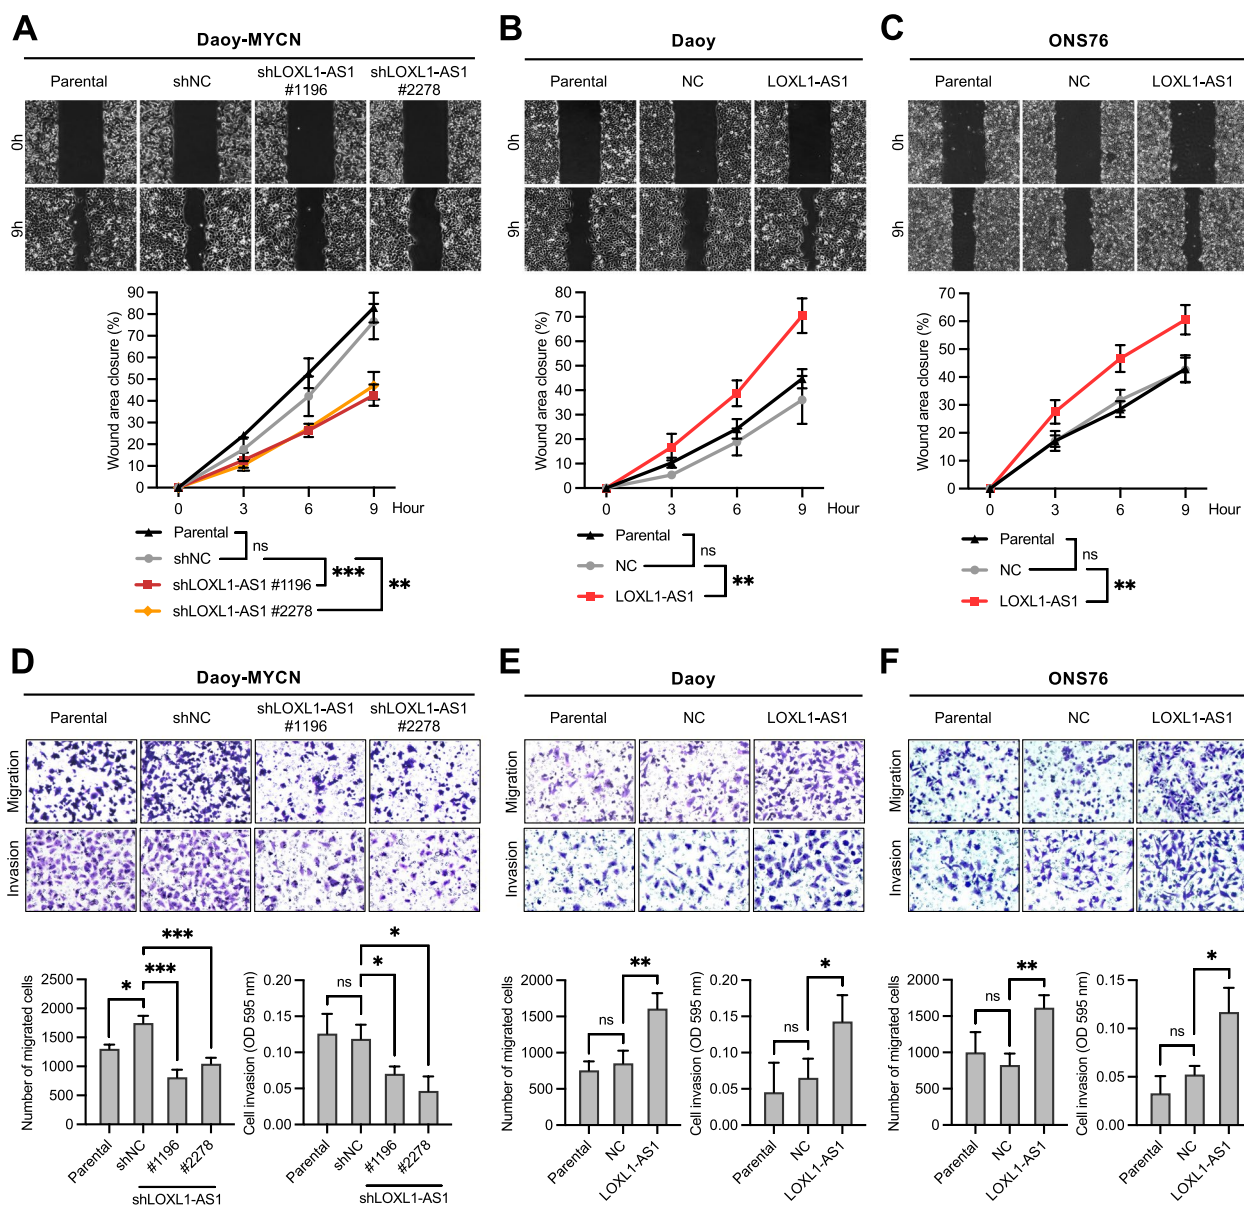 A
Daoy-MYCN
Parental
shNC
shLOXL1-AS1
#1196
shLOXL1-AS1
#2278
0h
9h
Wound area closure (%)
90
80
70
60
50
40
30
20
10
0
0 3 6 9 Hour
Parental
shNC
shLOXL1-AS1 #1196
shLOXL1-AS1 #2278
ns
***
**
B
Daoy
Parental
NC
LOXL1-AS1
0h
9h
Wound area closure (%)
80
70
60
50
40
30
20
10
0
0 3 6 9 Hour
Parental
NC
LOXL1-AS1
ns
**
C
ONS76
Parental
NC
LOXL1-AS1
0h
9h
Wound area closure (%)
70
60
50
40
30
20
10
0
0 3 6 9 Hour
Parental
NC
LOXL1-AS1
ns
**
D
Daoy-MYCN
Parental
shNC
shLOXL1-AS1
#1196
shLOXL1-AS1
#2278
Migration
Invasion
Number of migrated cells
2500
2000
1500
1000
500
0
***
***
*
Parental
shNC
#1196
#2278
shLOXL1-AS1
Cell invasion (OD 595 nm)
0.20
0.15
0.10
0.05
0.00
*
*
ns
Parental
shNC
#1196
#2278
shLOXL1-AS1
E
Daoy
Parental
NC
LOXL1-AS1
Migration
Invasion
Number of migrated cells
2000
1500
1000
500
0
**
ns
Parental
NC
LOXL1-AS1
Cell invasion (OD 595 nm)
0.20
0.15
0.10
0.05
0.00
*
ns
Parental
NC
LOXL1-AS1
F
ONS76
Parental
NC
LOXL1-AS1
Migration
Invasion
Number of migrated cells
2000
1500
1000
500
0
**
ns
Parental
NC
LOXL1-AS1
Cell invasion (OD 595 nm)
0.15
0.10
0.05
0.00
*
ns
Parental
NC
LOXL1-AS1